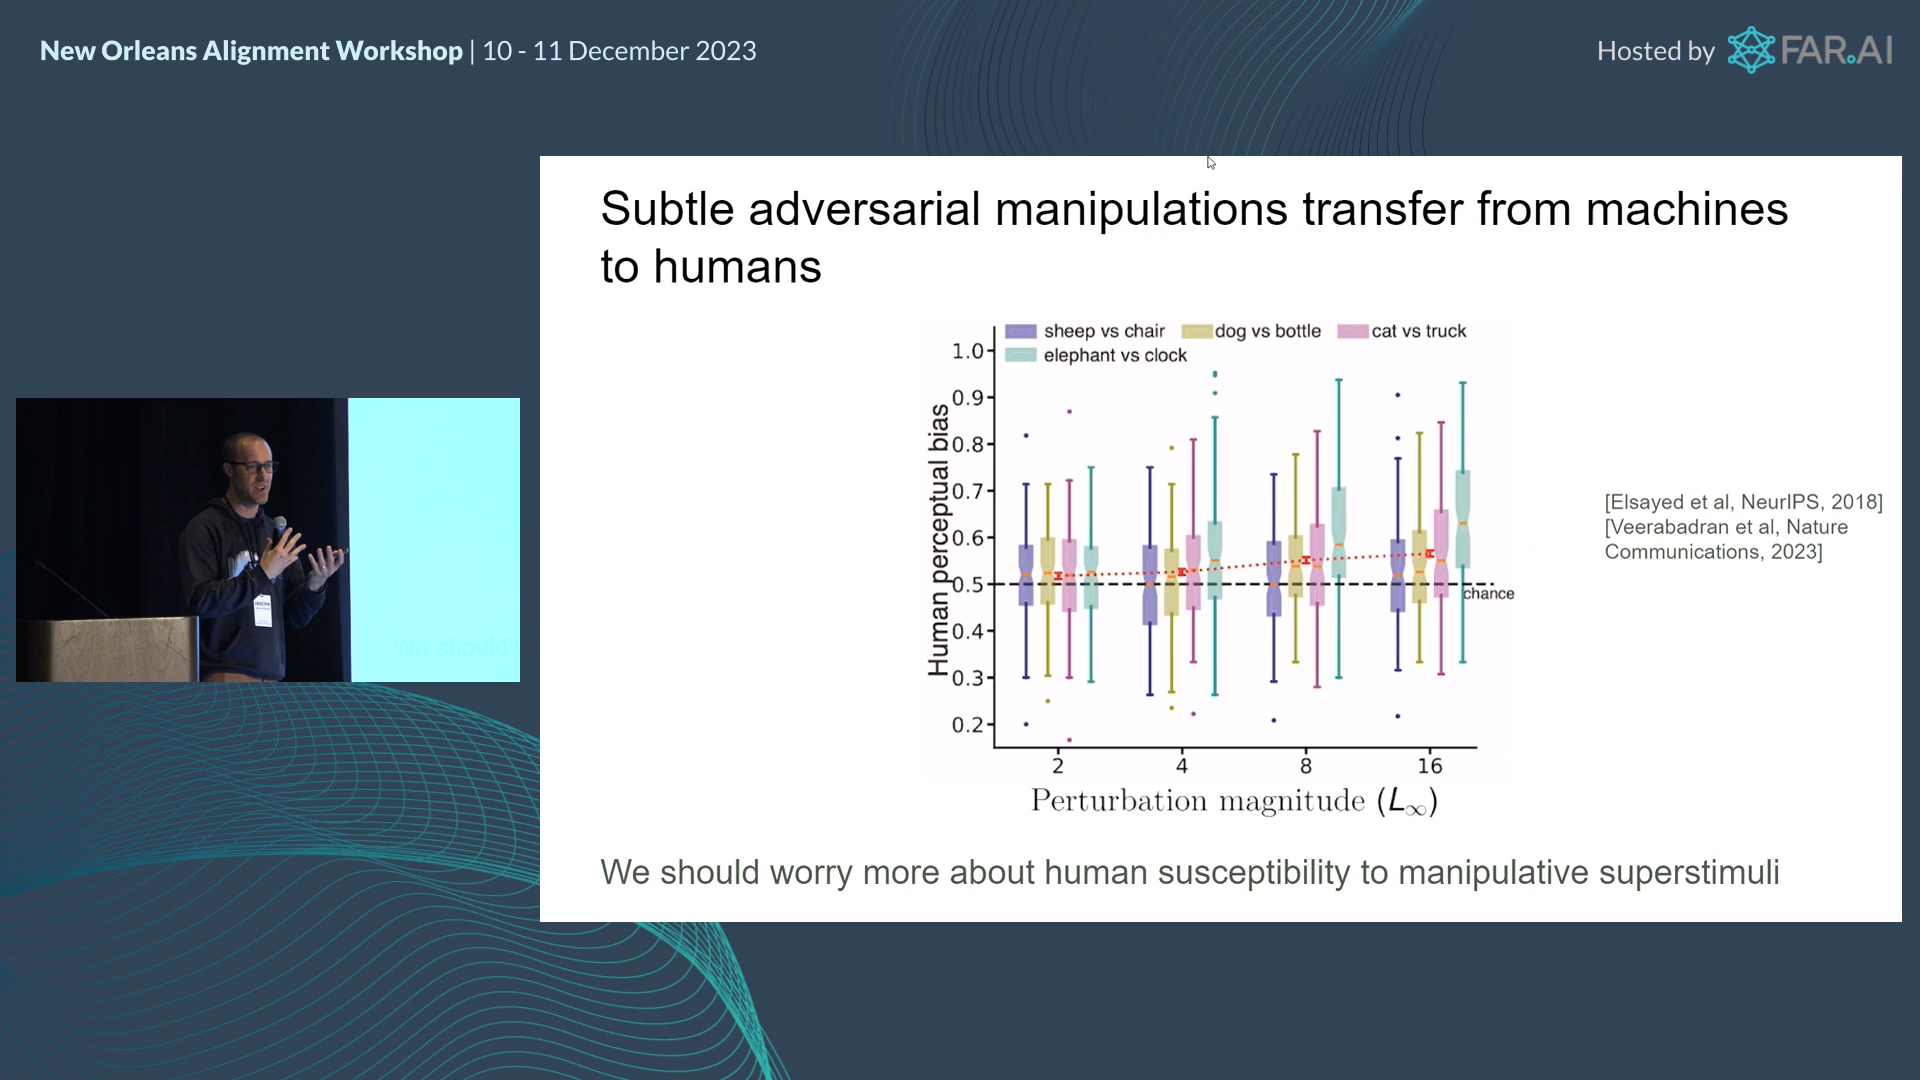 New Orleans Alignment Workshop | 10 - 11 December 2023
Hosted by FAR.AI
Subtle adversarial manipulations transfer from machines
to humans
sheep vs chair dog vs bottle cat vs truck
elephant vs clock
Human perceptual bias
1.0
0.9
0.8
0.7
0.6
0.5
0.4
0.3
0.2
chance
2 4 8 16
Perturbation magnitude (L∞)
[Elsayed et al, NeurIPS, 2018]
[Veerabadran et al, Nature
Communications, 2023]
We should worry more about human susceptibility to manipulative superstimuli
We should
JASCHA